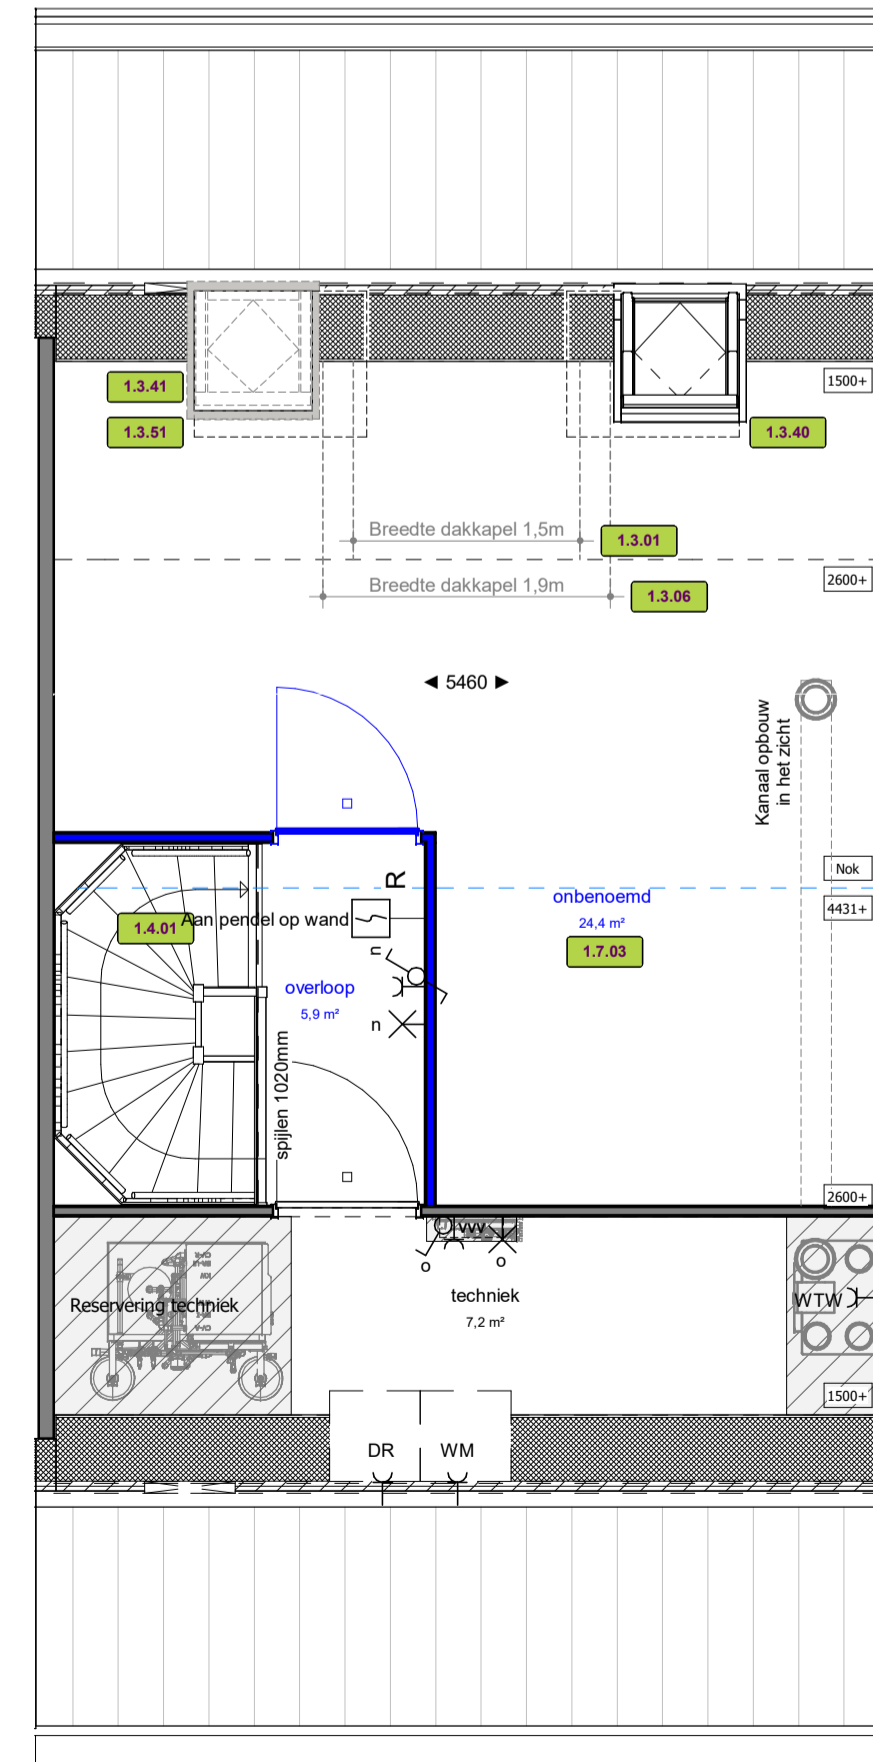 1.3.41
1500+
1.3.51
1.3.40
Breedte dakkapel 1,5m
1.3.01
2600+
Breedte dakkapel 1,9m
1.3.06
5460
Kanaal opbouw
in het zicht
R
Nok
onbenoemd
4431+
24,4 m²
1.4.01
Aan pendel op wand
1.7.03
n
overloop
5,9 m²
n
spijlen 1020mm
2600+
VVV
o
o
techniek
7,2 m²
Reservering techniek
WTW
1500+
DR
WM